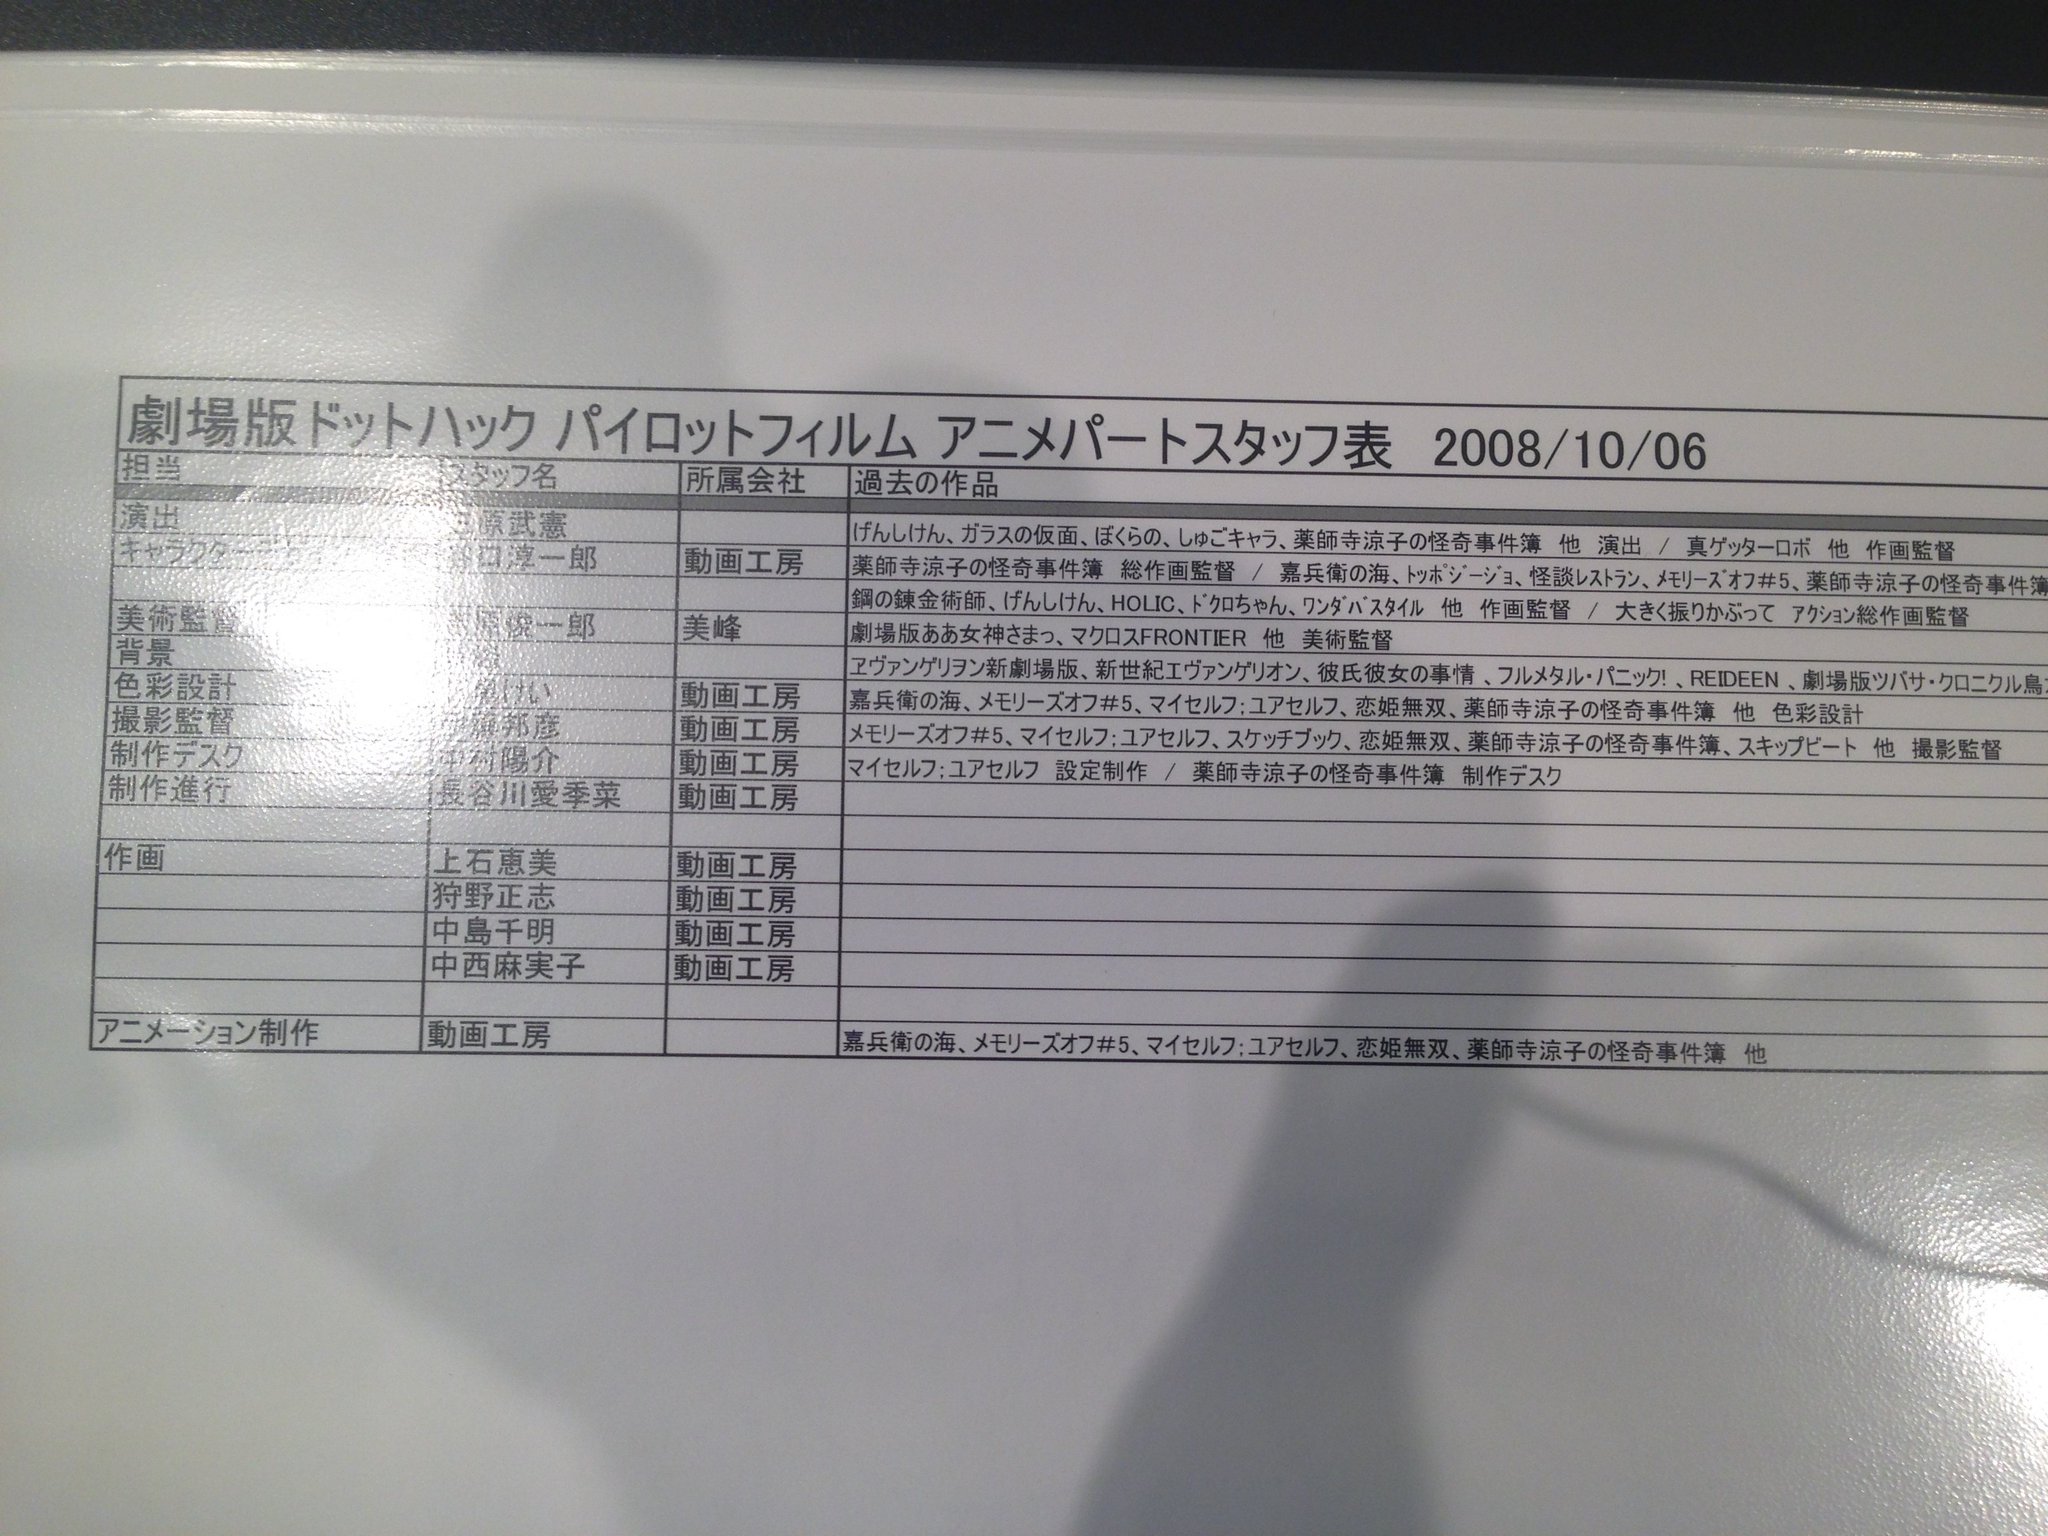 劇場版ドットハック パイロットフィルム アニメパートスタッフ表 2008/10/06
担当 スタッフ名 所属会社 過去の作品
演出 原武憲 げんしけん、ガラスの仮面、ぼくらの、しゅごキャラ、薬師寺涼子の怪奇事件簿 他 演出 / 真ゲッターロボ 他 作画監督
キャラクター 口淳一郎 動画工房 薬師寺涼子の怪奇事件簿 総作画監督 / 嘉兵衛の海、トッポジージョ、怪談レストラン、メモリーズオフ#5、薬師寺涼子の怪奇事件簿
鋼の錬金術師、げんしけん、HOLIC、ドクロちゃん、ワンダバスタイル 他 作画監督 / 大きく振りかぶって アクション総作画監督
美術監督 原俊一郎 美峰 劇場版ああ女神さまっ、マクロスFRONTIER 他 美術監督
背景 ヱヴァンゲリヲン新劇場版、新世紀エヴァンゲリオン、彼氏彼女の事情 、フルメタル・パニック! 、REIDEEN 、劇場版ツバサ・クロニクル鳥
色彩設計 けい 動画工房 嘉兵衛の海、メモリーズオフ#5、マイセルフ;ユアセルフ、恋姫無双、薬師寺涼子の怪奇事件簿 他 色彩設計
撮影監督 邦彦 動画工房 メモリーズオフ#5、マイセルフ;ユアセルフ、スケッチブック、恋姫無双、薬師寺涼子の怪奇事件簿、スキップビート 他 撮影監督
制作デスク 中村陽介 動画工房 マイセルフ;ユアセルフ 設定制作 / 薬師寺涼子の怪奇事件簿 制作デスク
制作進行 長谷川愛季菜 動画工房
作画 上石恵美 動画工房
狩野正志 動画工房
中島千明 動画工房
中西麻実子 動画工房
アニメーション制作 動画工房 嘉兵衛の海、メモリーズオフ#5、マイセルフ;ユアセルフ、恋姫無双、薬師寺涼子の怪奇事件簿 他